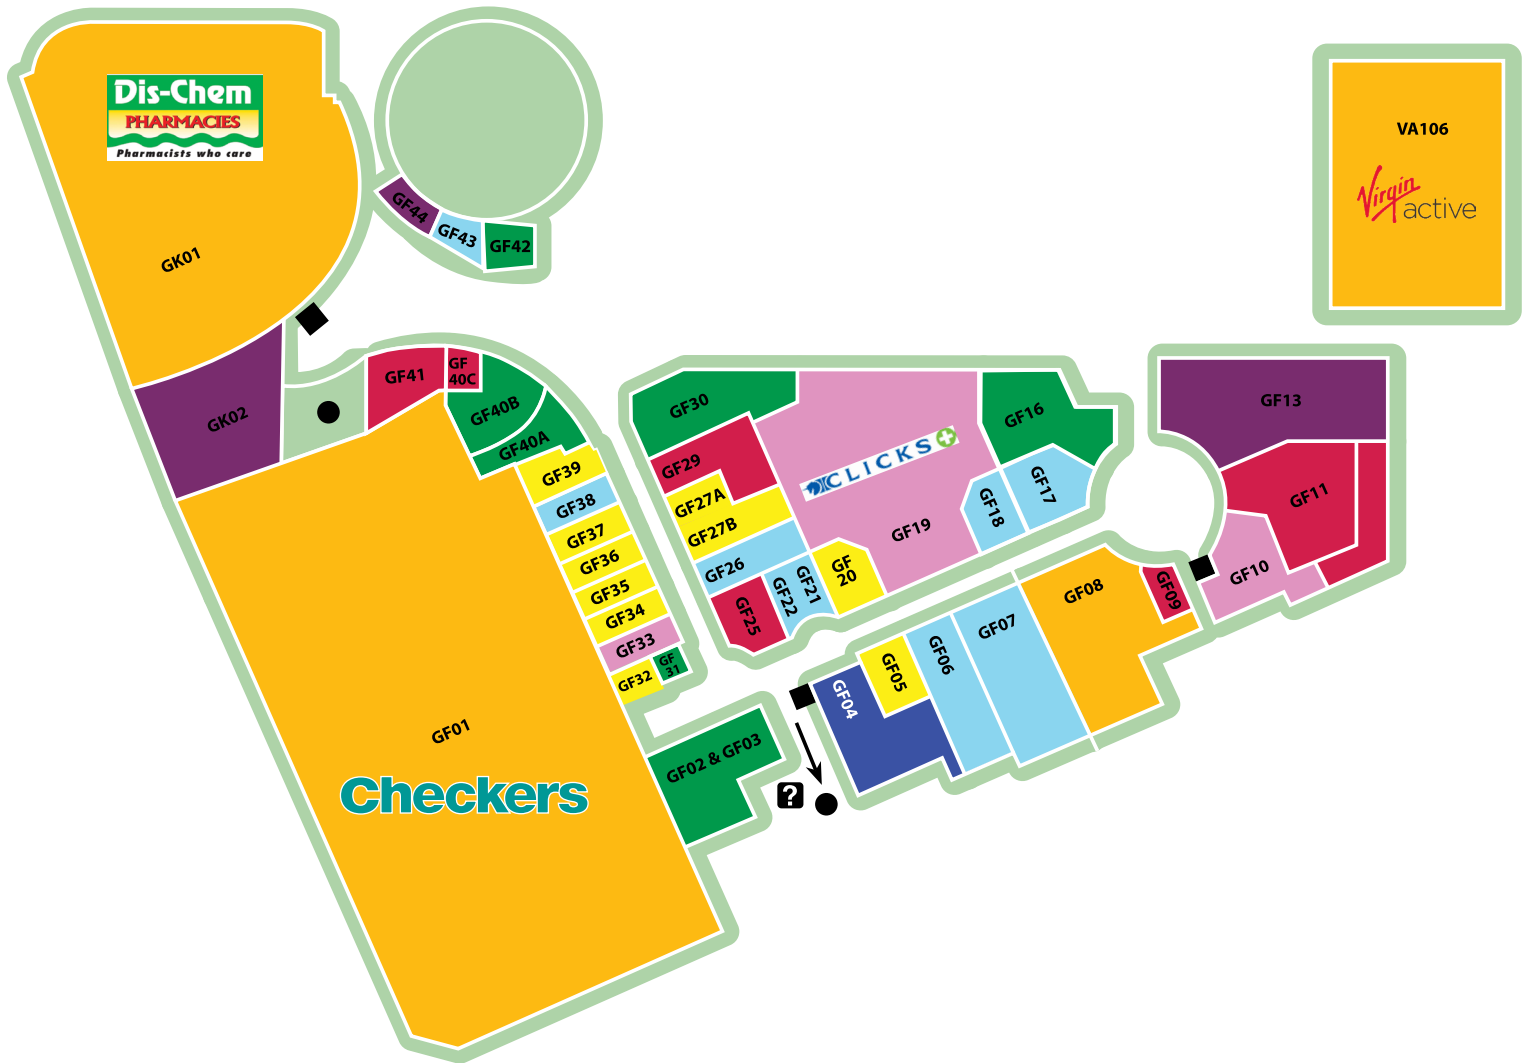 Dis-Chem
PHARMACIES
Pharmacists who care
GK01
GK02
GF44
GF43
GF42
VA106
Virgin
active
GF41
GF
40C
GF40B
GF40A
GF39
GF38
GF37
GF36
GF35
GF34
GF33
GF32
GF
31
GF30
GF29
GF27A
GF27B
GF26
GF25
GF22
GF21
GF
20
CLICKS
GF19
GF18
GF17
GF16
GF13
GF11
GF10
GF09
GF08
GF07
GF06
GF05
GF04
GF02 & GF03
?
GF01
Checkers